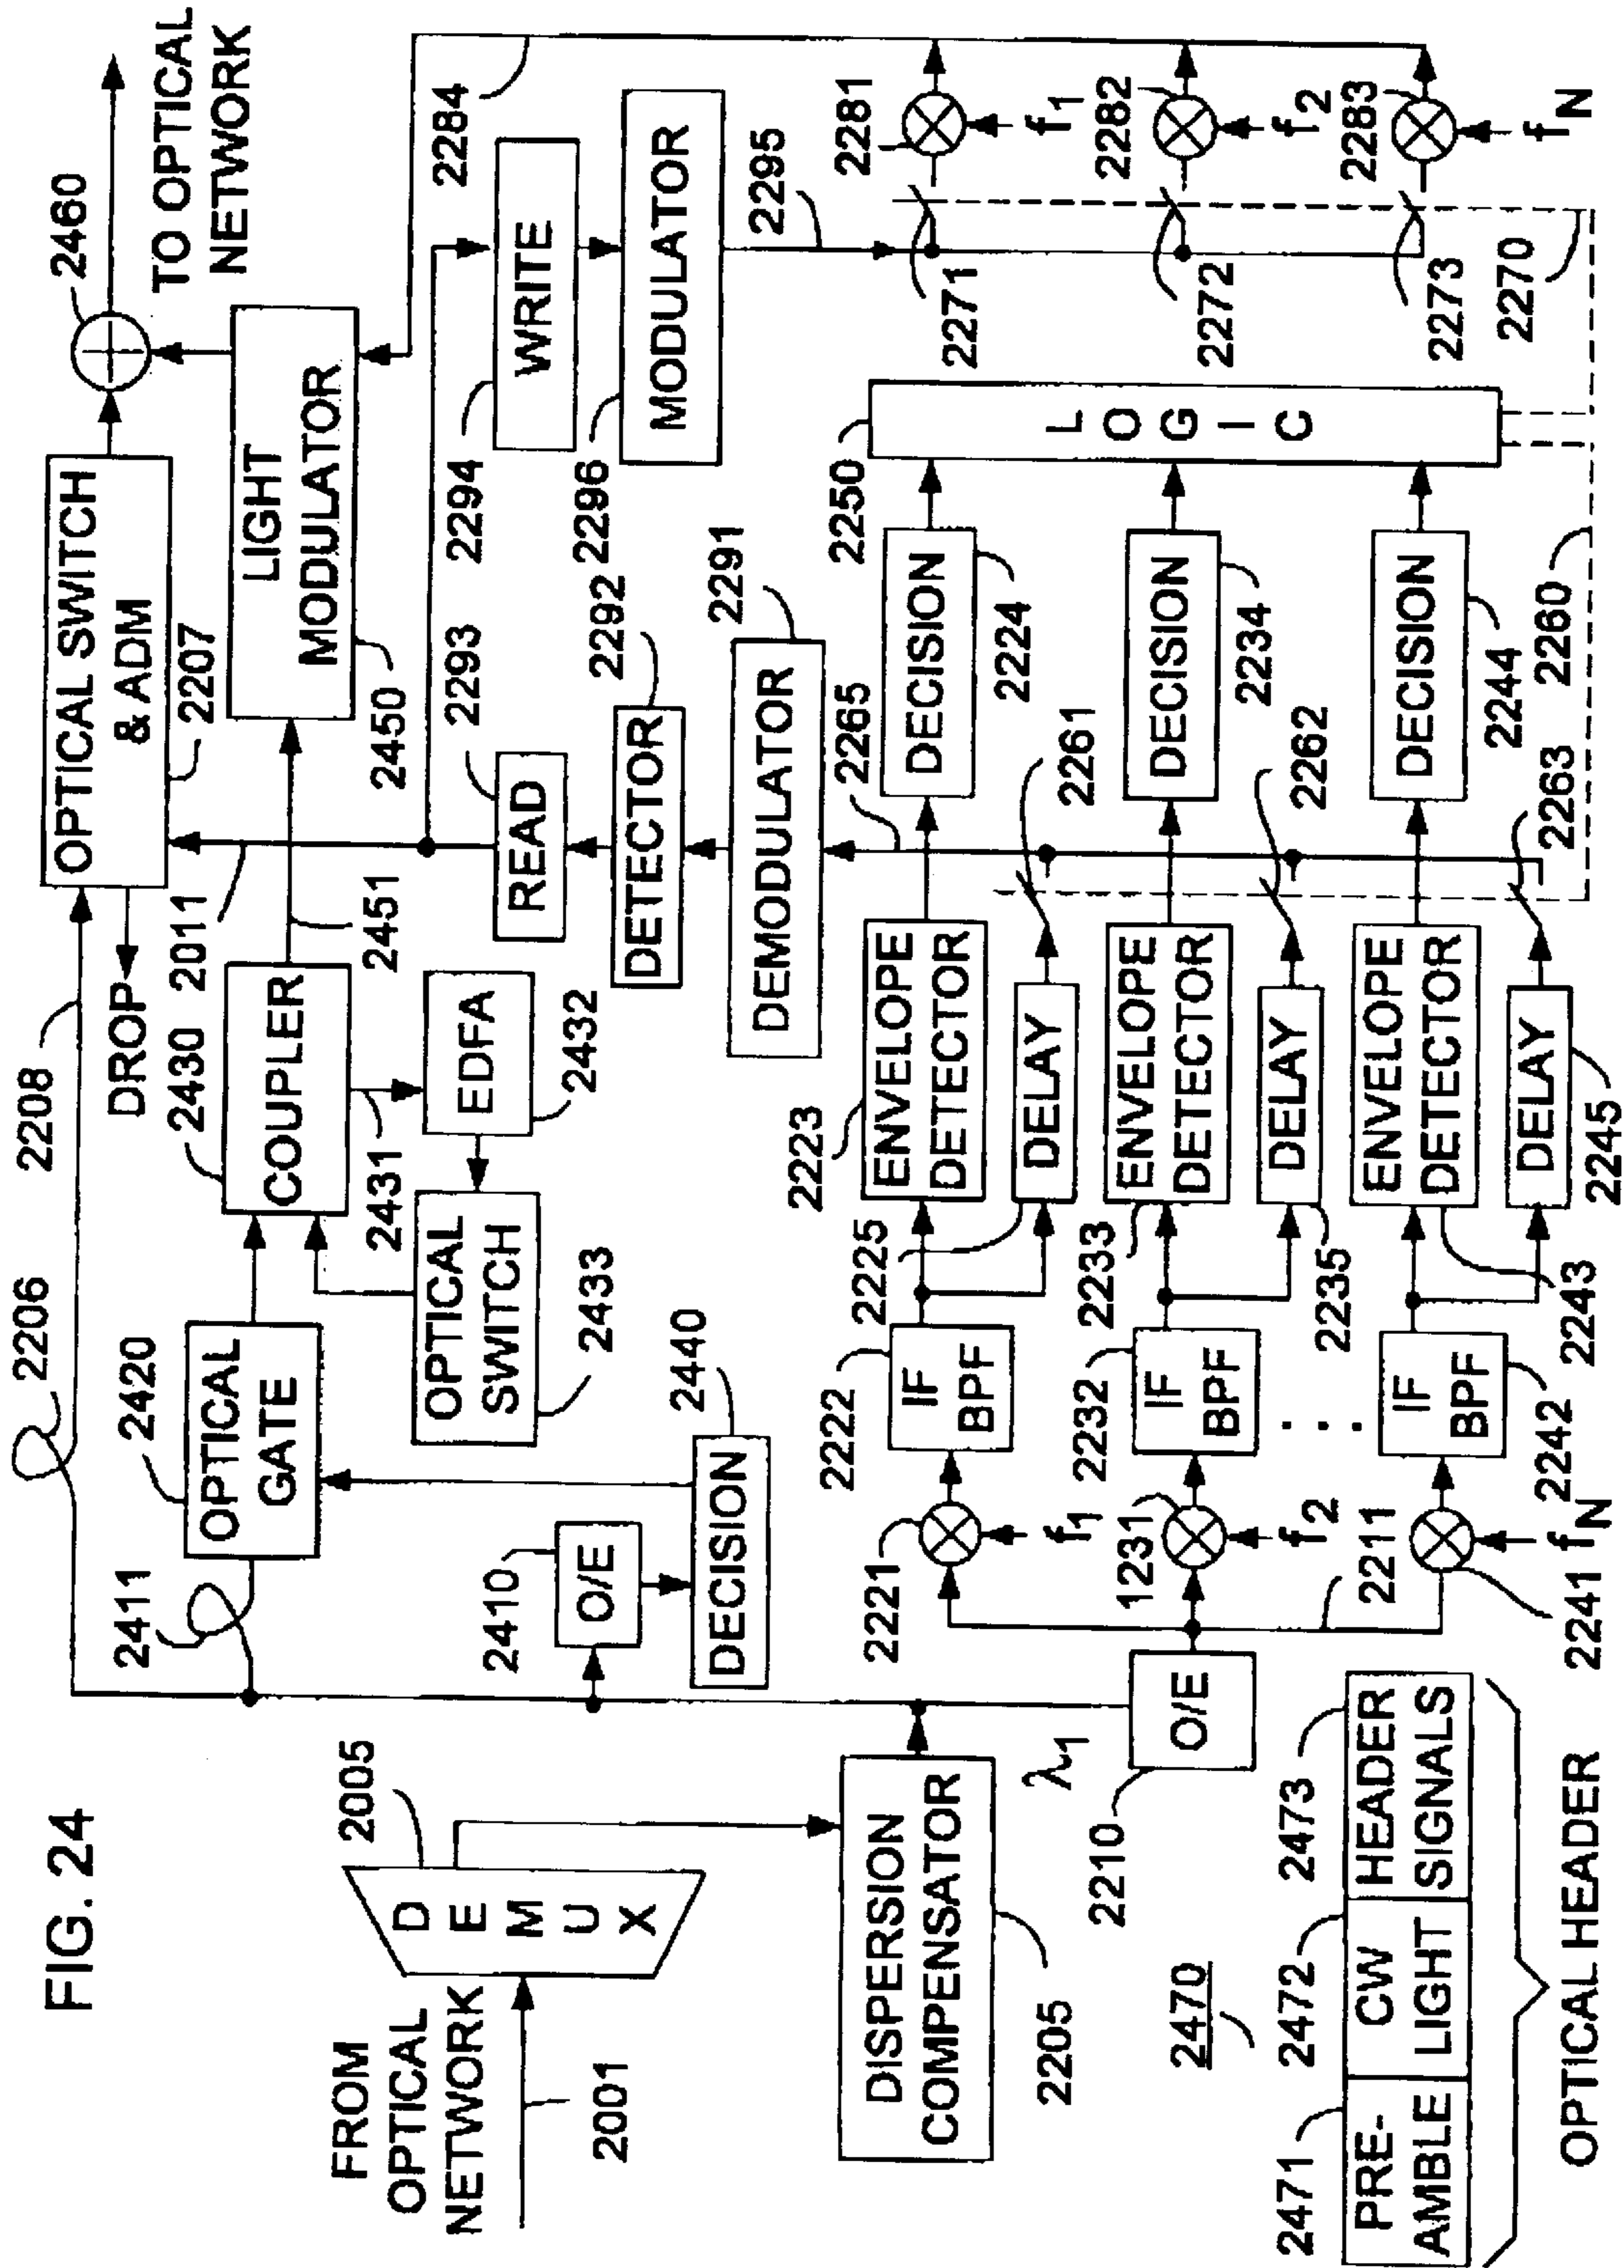 FIG. 24
FROM
OPTICAL
NETWORK
2001
DEMUX
2005
DISPERSION
COMPENSATOR
2205
λ1
2206
2208
2411
2420
OPTICAL
GATE
2410
O/E
DECISION
2440
2430
COUPLER
2431
EDFA
2432
OPTICAL
SWITCH
2433
2451
2011
DROP
OPTICAL SWITCH
& ADM
2207
LIGHT
MODULATOR
2450
2460
TO OPTICAL
NETWORK
2284
2293
READ
2292
DETECTOR
2291
DEMODULATOR
2265
2294
WRITE
2296
MODULATOR
2295
2210
O/E
2211
2221
f1
2222
IF
BPF
2225
2223
ENVELOPE
DETECTOR
DELAY
2261
DECISION
2224
1231
f2
2232
IF
BPF
2233
ENVELOPE
DETECTOR
2235
DELAY
2262
DECISION
2234
. . .
2241
fN
2242
IF
BPF
2243
ENVELOPE
DETECTOR
DELAY
2245
2263
DECISION
2244
2260
2250
LOGIC
2271
2272
2273
2270
2281
f1
2282
f2
2283
fN
2470
2471
PRE-
AMBLE
2472
CW
LIGHT
2473
HEADER
SIGNALS
OPTICAL HEADER